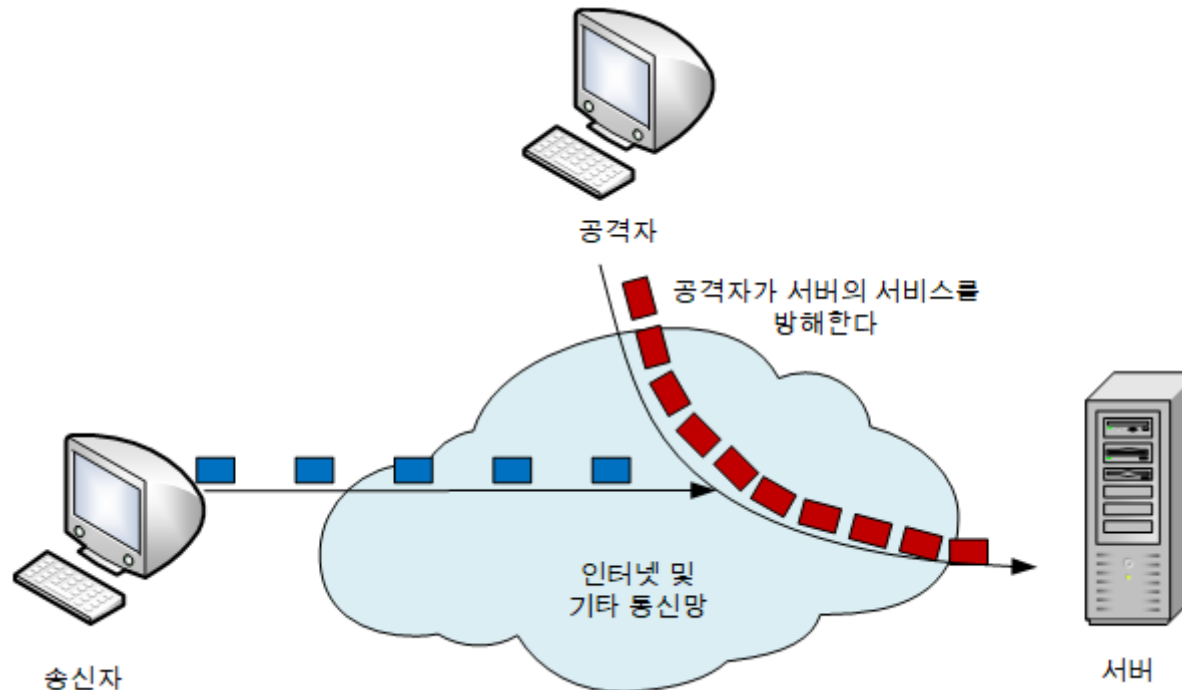 공격자
공격자가 서버의 서비스를
방해한다
인터넷 및
기타 통신망
송신자
서버